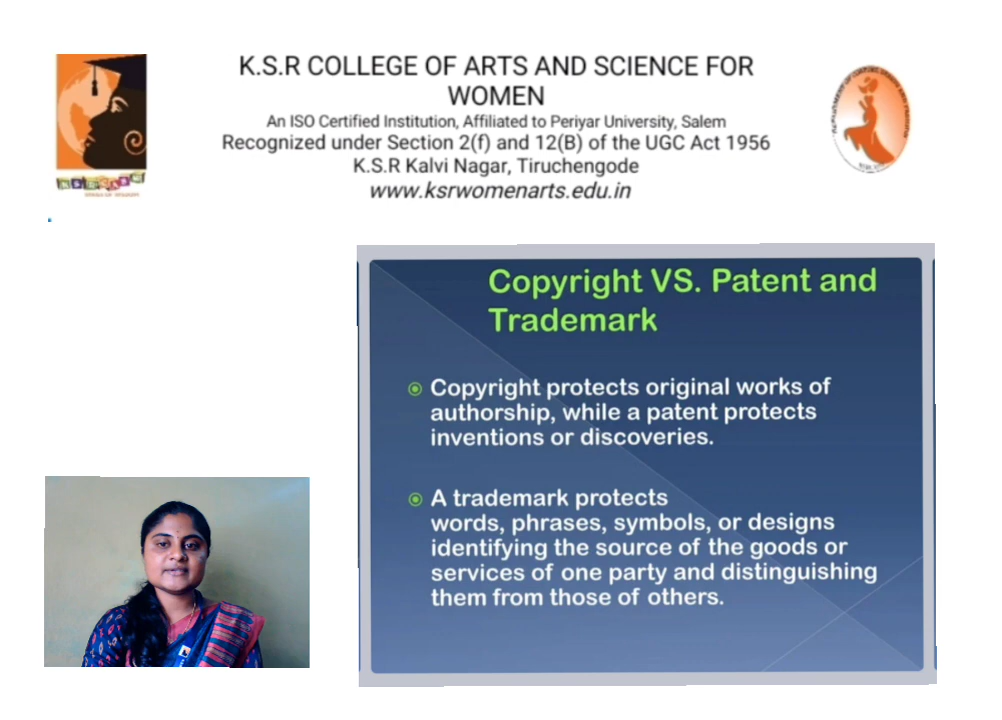 K.S.R COLLEGE OF ARTS AND SCIENCE FOR
WOMEN
An ISO Certified Institution, Affiliated to Periyar University, Salem
Recognized under Section 2(f) and 12(B) of the UGC Act 1956
K.S.R Kalvi Nagar, Tiruchengode
www.ksrwomenarts.edu.in
Copyright VS. Patent and
Trademark
Copyright protects original works of
authorship, while a patent protects
inventions or discoveries.
A trademark protects
words, phrases, symbols, or designs
identifying the source of the goods or
services of one party and distinguishing
them from those of others.